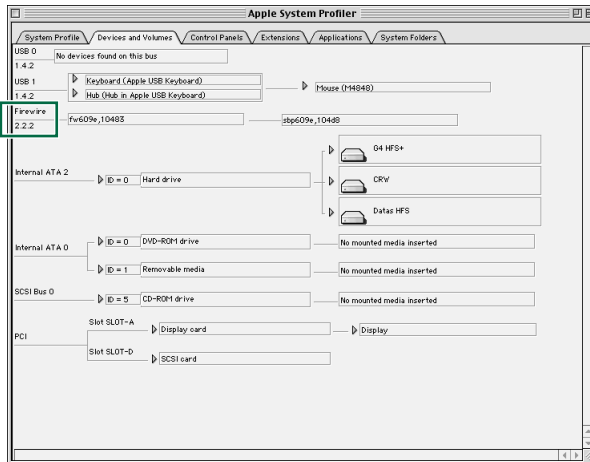 Apple System Profiler
System Profile
Devices and Volumes
Control Panels
Extensions
Applications
System Folders
USB 0
1.4.2
No devices found on this bus
USB 1
1.4.2
Keyboard (Apple USB Keyboard)
Hub (Hub in Apple USB Keyboard)
Mouse (M4848)
Firewire
2.2.2
fw609e,10483
sbp609e,104d8
Internal ATA 2
ID = 0
Hard drive
G4 HFS+
CRW
Datas HFS
Internal ATA 0
ID = 0
DVD-ROM drive
No mounted media inserted
ID = 1
Removable media
SCSI Bus 0
ID = 5
CD-ROM drive
No mounted media inserted
PCI
Slot SLOT-A
Display card
Display
Slot SLOT-D
SCSI card